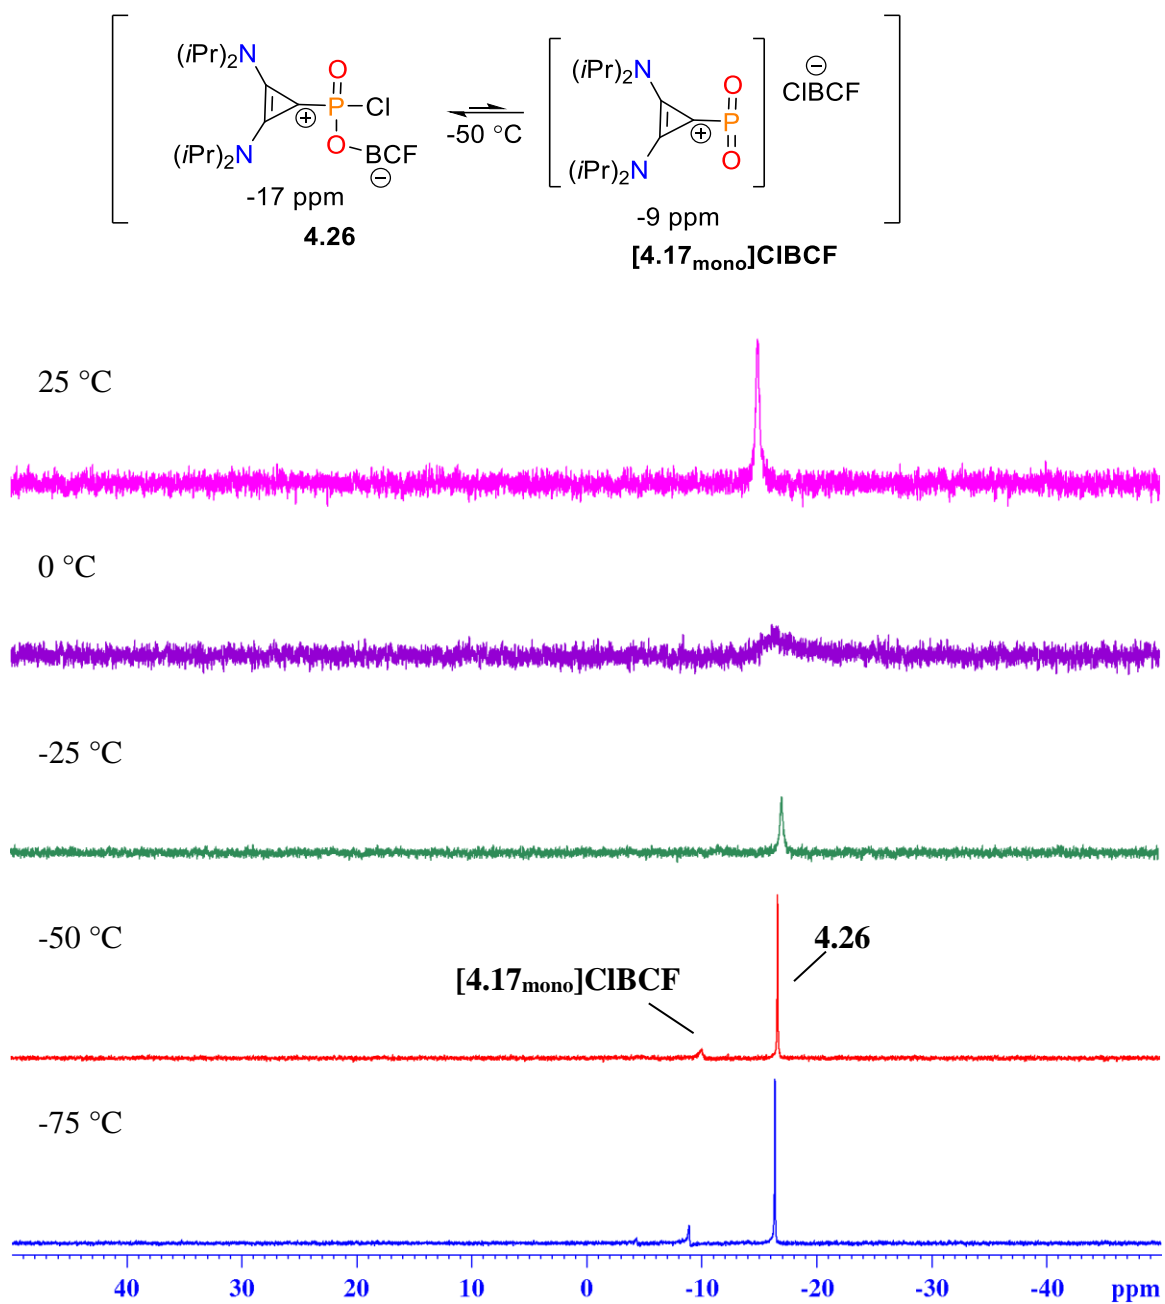 (iPr)₂N
O
P
Cl
⊕
(iPr)₂N
O
BCF
⊖
-17 ppm
4.26
-50 °C
(iPr)₂N
O
P
⊕
(iPr)₂N
O
⊖
ClBCF
-9 ppm
[4.17mono]ClBCF
25 °C
0 °C
-25 °C
-50 °C
4.26
[4.17mono]ClBCF
-75 °C
40 30 20 10 0 -10 -20 -30 -40 ppm